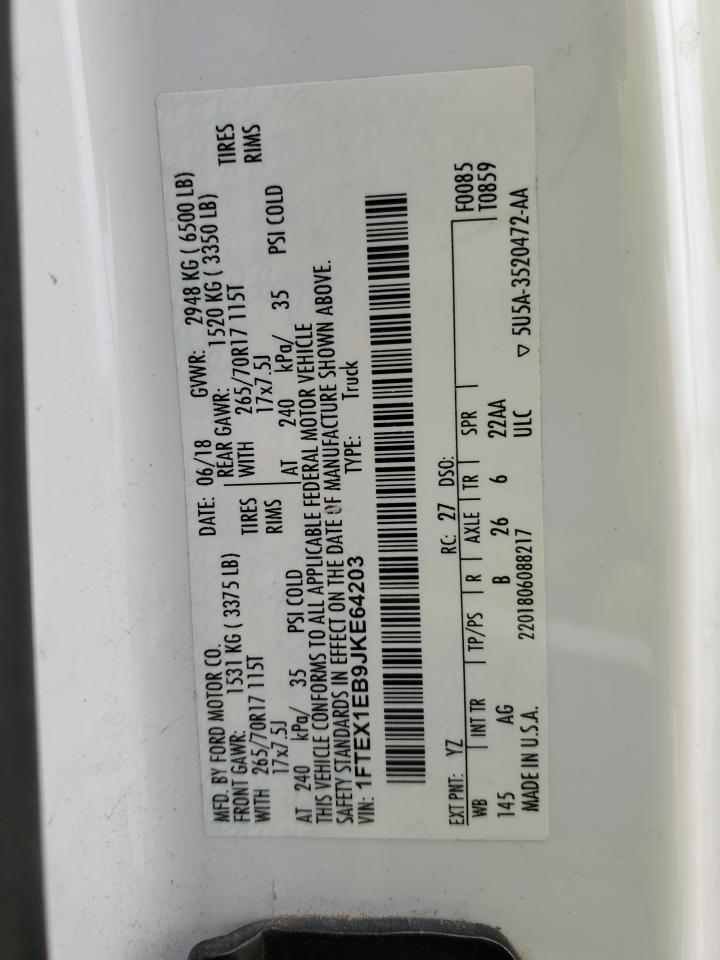 MFD. BY FORD MOTOR CO.
DATE: 06/18 GVWR: 2948 KG ( 6500 LB)
FRONT GAWR: 1531 KG ( 3375 LB) REAR GAWR: 1520 KG ( 3350 LB)
WITH 265/70R17 115T TIRES WITH 265/70R17 115T TIRES
17x7.5J RIMS 17x7.5J RIMS
AT 240 kPa/ 35 PSI COLD AT 240 kPa/ 35 PSI COLD
THIS VEHICLE CONFORMS TO ALL APPLICABLE FEDERAL MOTOR VEHICLE
SAFETY STANDARDS IN EFFECT ON THE DATE OF MANUFACTURE SHOWN ABOVE.
VIN: 1FTEX1EB9JKE64203 TYPE: Truck
EXT PNT: YZ RC: 27 DSO: F0085
WB INT TR TP/PS R AXLE TR SPR T0859
145 AG B 26 6 22AA
MADE IN U.S.A. 2201806088217 ULC ▽ 5U5A-3520472-AA